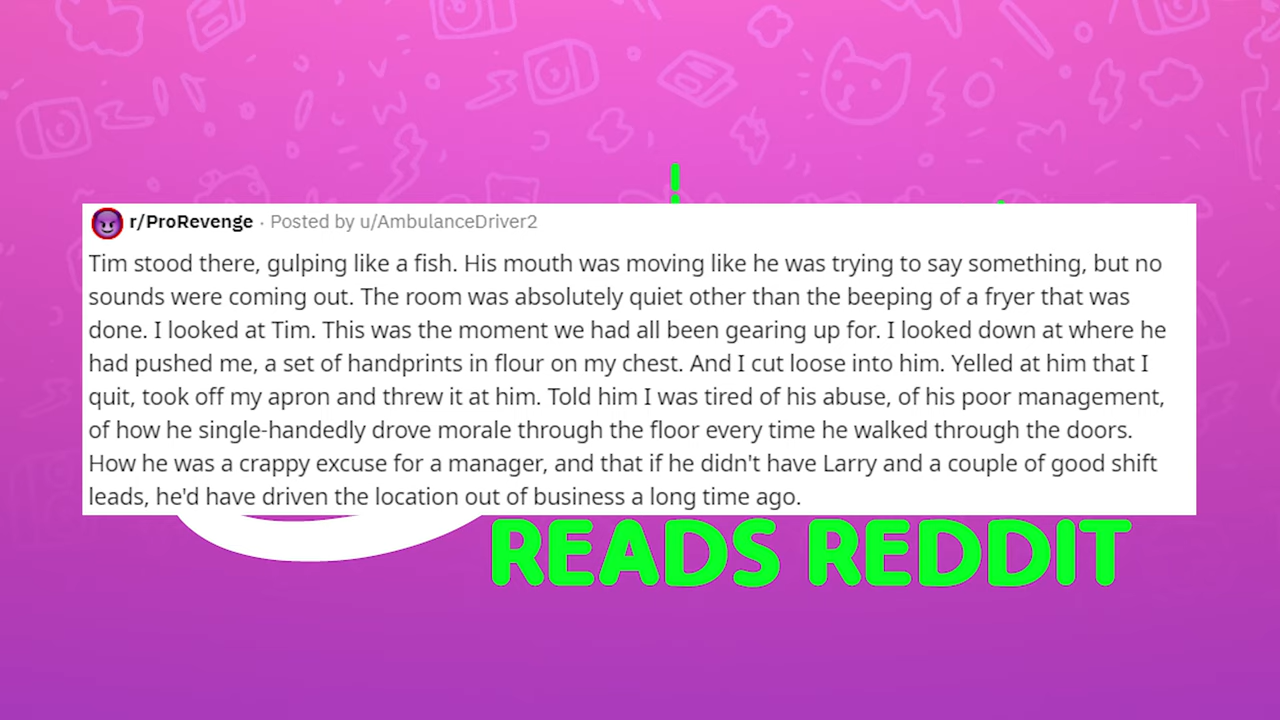 r/ProRevenge · Posted by u/AmbulanceDriver2
Tim stood there, gulping like a fish. His mouth was moving like he was trying to say something, but no
sounds were coming out. The room was absolutely quiet other than the beeping of a fryer that was
done. I looked at Tim. This was the moment we had all been gearing up for. I looked down at where he
had pushed me, a set of handprints in flour on my chest. And I cut loose into him. Yelled at him that I
quit, took off my apron and threw it at him. Told him I was tired of his abuse, of his poor management,
of how he single-handedly drove morale through the floor every time he walked through the doors.
How he was a crappy excuse for a manager, and that if he didn't have Larry and a couple of good shift
leads, he'd have driven the location out of business a long time ago.
READS REDDIT